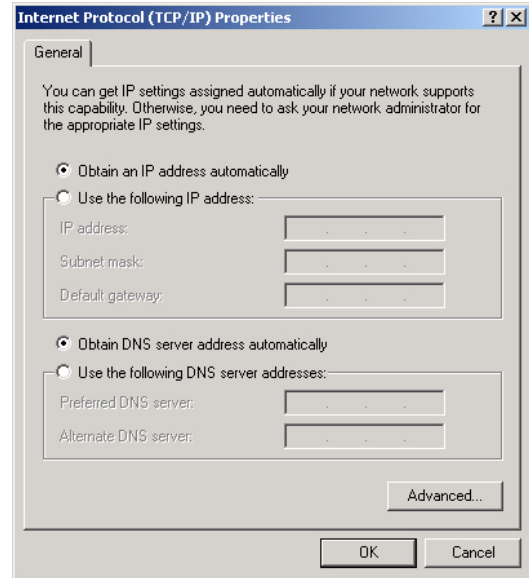 Internet Protocol (TCP/IP) Properties
General
You can get IP settings assigned automatically if your network supports
this capability. Otherwise, you need to ask your network administrator for
the appropriate IP settings.
Obtain an IP address automatically
Use the following IP address:
IP address:
Subnet mask:
Default gateway:
Obtain DNS server address automatically
Use the following DNS server addresses:
Preferred DNS server:
Alternate DNS server:
Advanced...
OK Cancel